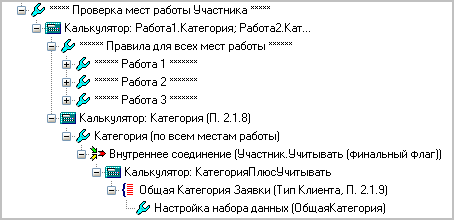 ***** Проверка мест работы Участника *****
Калькулятор: Работа1.Категория; Работа2.Кат...
****** Правила для всех мест работы ******
****** Работа 1 *******
****** Работа 2 *******
****** Работа 3 *******
Калькулятор: Категория (П. 2.1.8)
Категория (по всем местам работы)
Внутреннее соединение (Участник.Учитывать (финальный флаг))
Калькулятор: КатегорияПлюсУчитывать
Общая Категория Заявки (Тип Клиента, П. 2.1.9)
Настройка набора данных (ОбщаяКатегория)